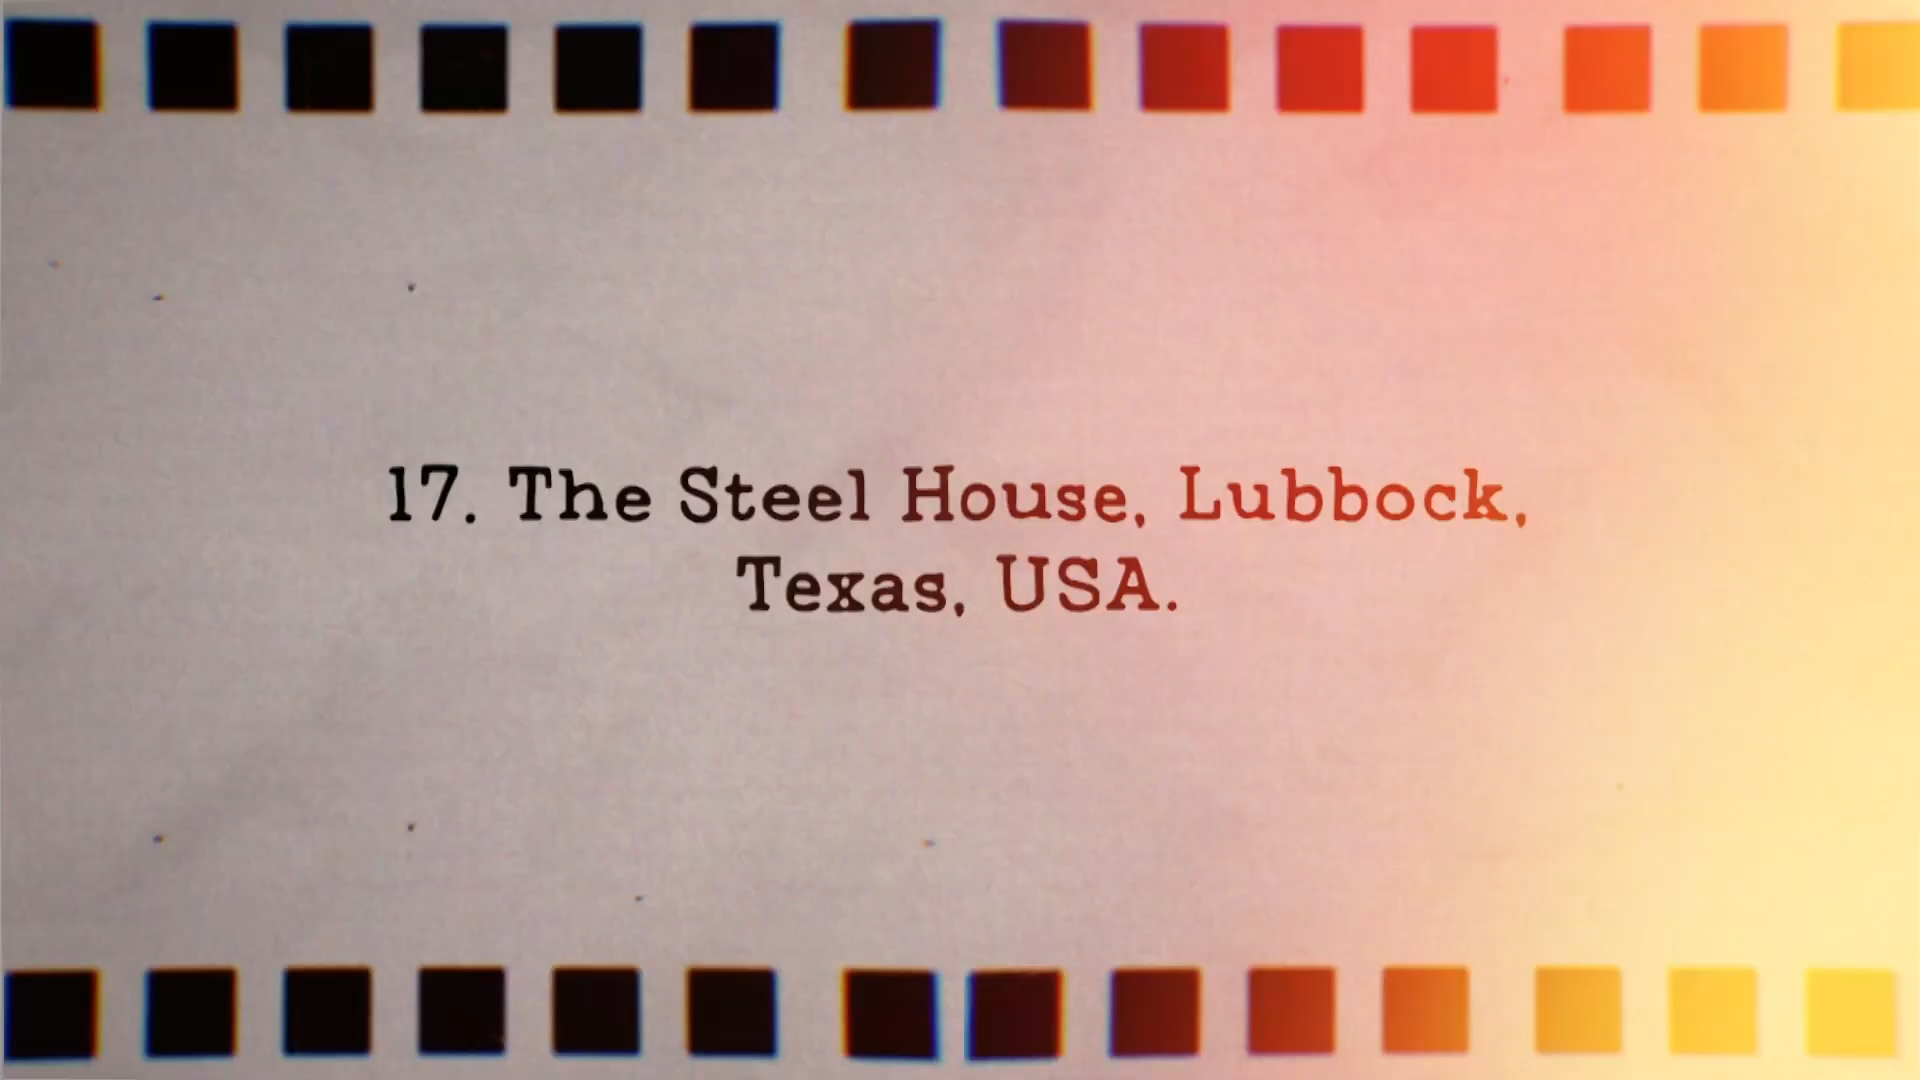 17. The Steel House, Lubbock,
Texas, USA.